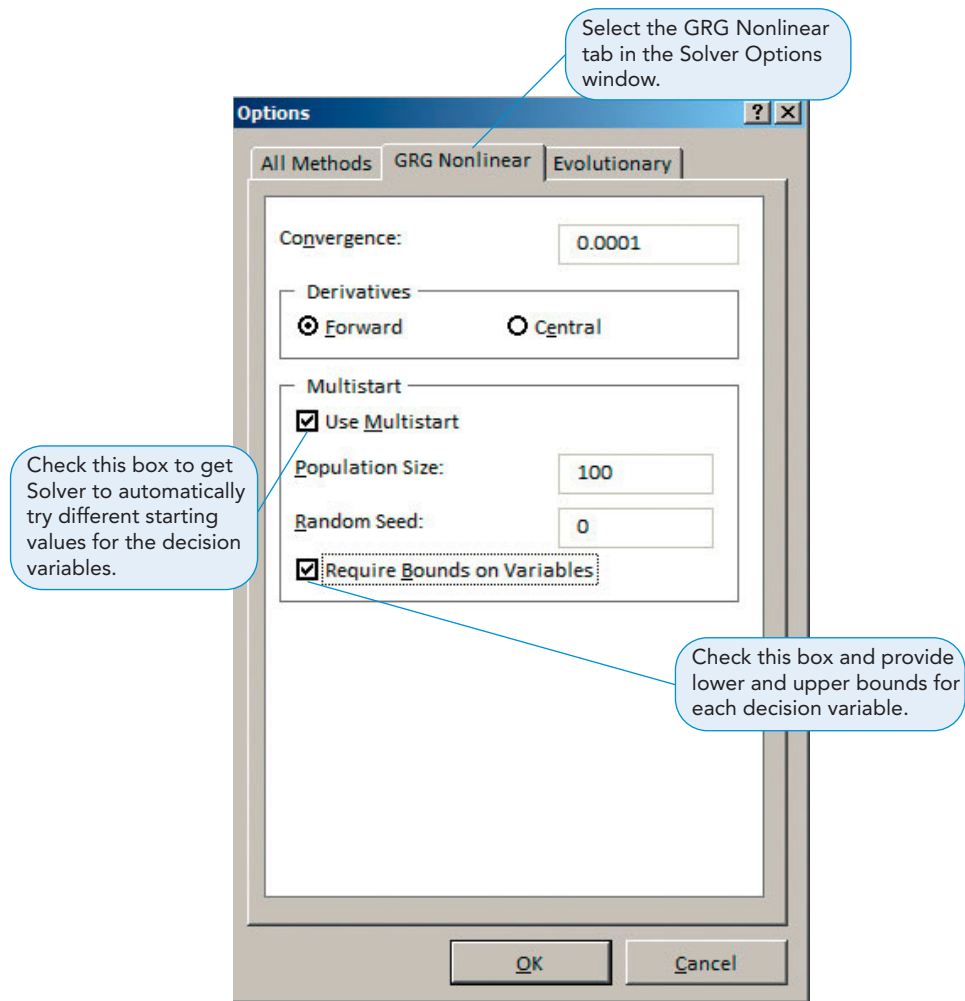 Select the GRG Nonlinear
tab in the Solver Options
window.
Options
?
All Methods GRG Nonlinear Evolutionary
Convergence: 0.0001
Derivatives
Forward Central
Multistart
Use Multistart
Check this box to get
Solver to automatically
try different starting
values for the decision
variables.
Population Size: 100
Random Seed: 0
Require Bounds on Variables
Check this box and provide
lower and upper bounds for
each decision variable.
OK Cancel